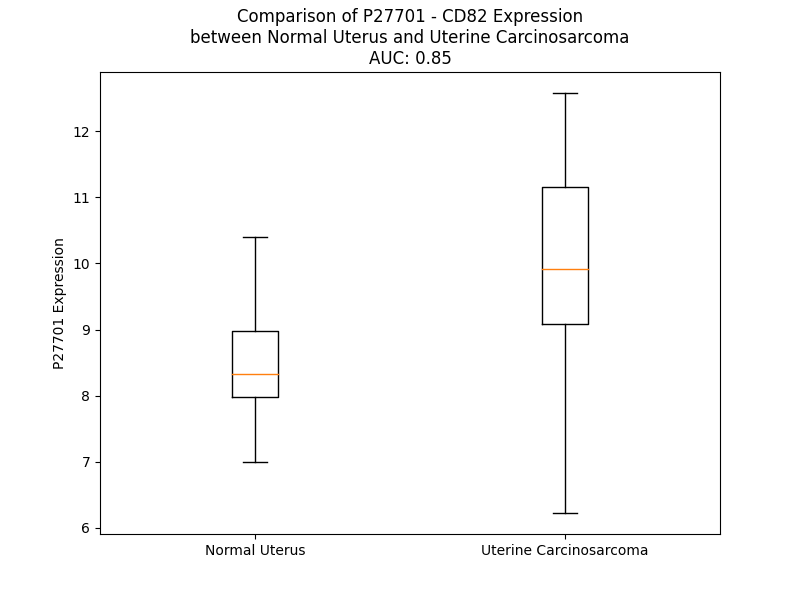 Comparison of P27701 - CD82 Expression
between Normal Uterus and Uterine Carcinosarcoma
AUC: 0.85
12
11
10
9
8
7
6
P27701 Expression
Normal Uterus
Uterine Carcinosarcoma